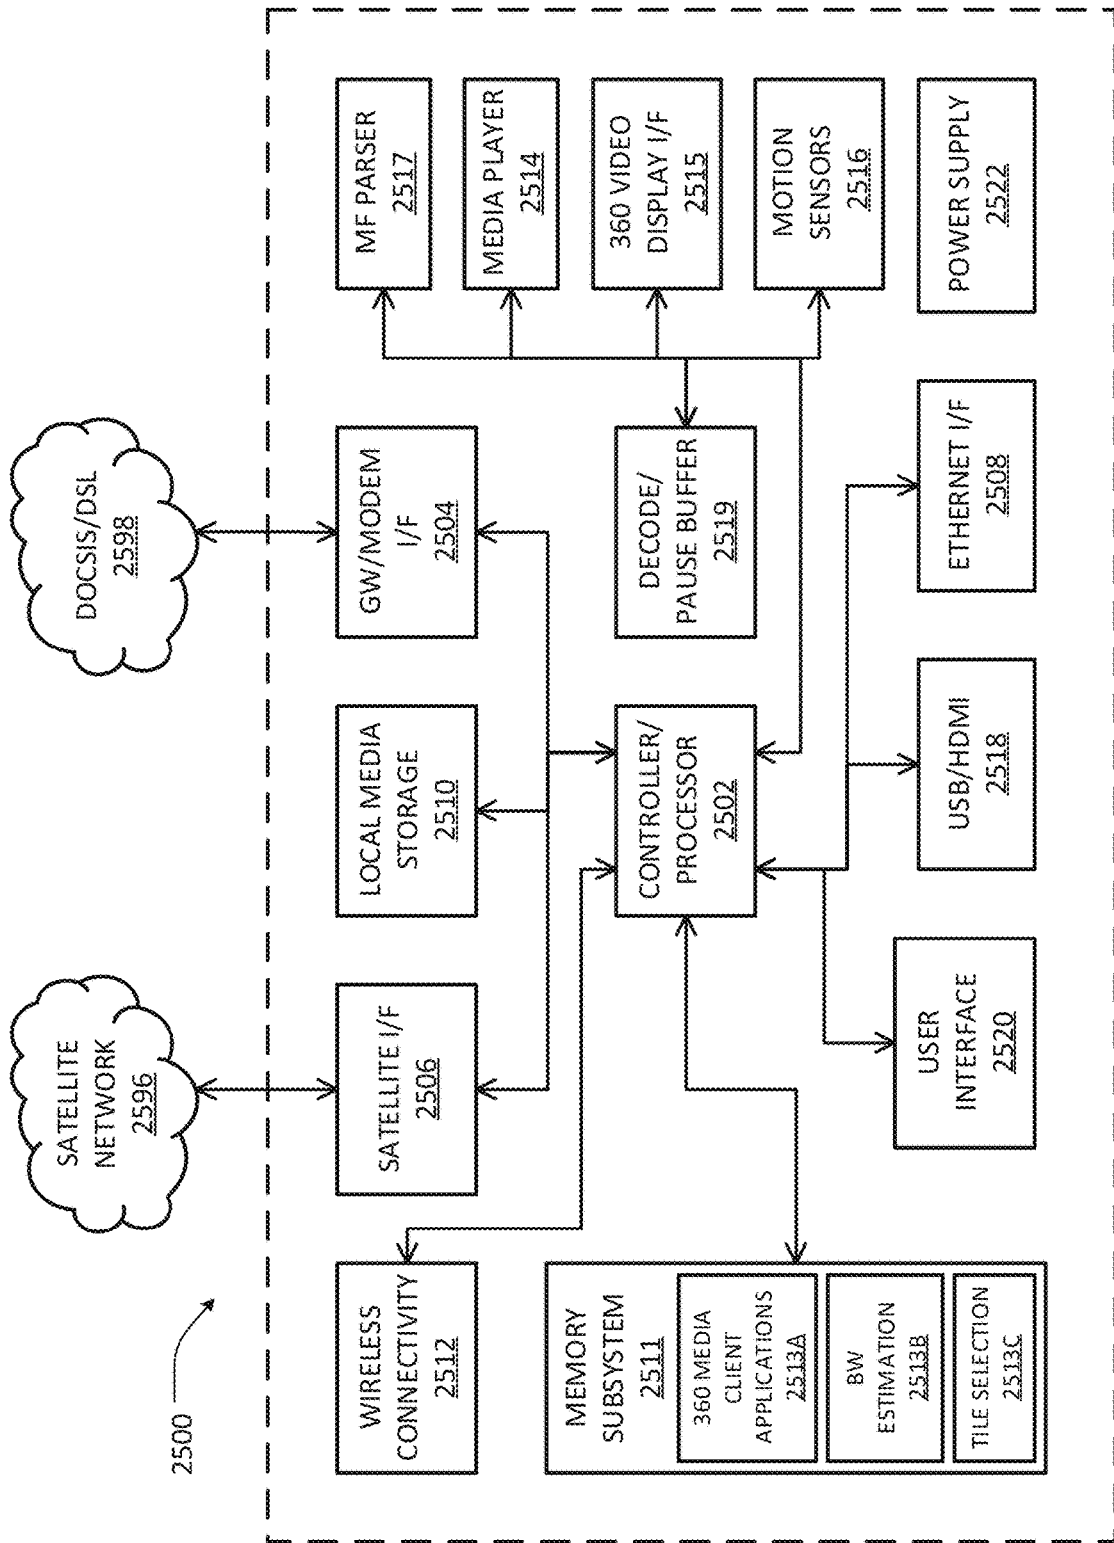 2500
SATELLITE
NETWORK
2596
DOCSIS/DSL
2598
WIRELESS
CONNECTIVITY
2512
SATELLITE I/F
2506
LOCAL MEDIA
STORAGE
2510
GW/MODEM
I/F
2504
MF PARSER
2517
MEDIA PLAYER
2514
360 VIDEO
DISPLAY I/F
2515
MOTION
SENSORS
2516
MEMORY
SUBSYSTEM
2511
360 MEDIA
CLIENT
APPLICATIONS
2513A
BW
ESTIMATION
2513B
TILE SELECTION
2513C
CONTROLLER/
PROCESSOR
2502
DECODE/
PAUSE BUFFER
2519
USER
INTERFACE
2520
USB/HDMI
2518
ETHERNET I/F
2508
POWER SUPPLY
2522